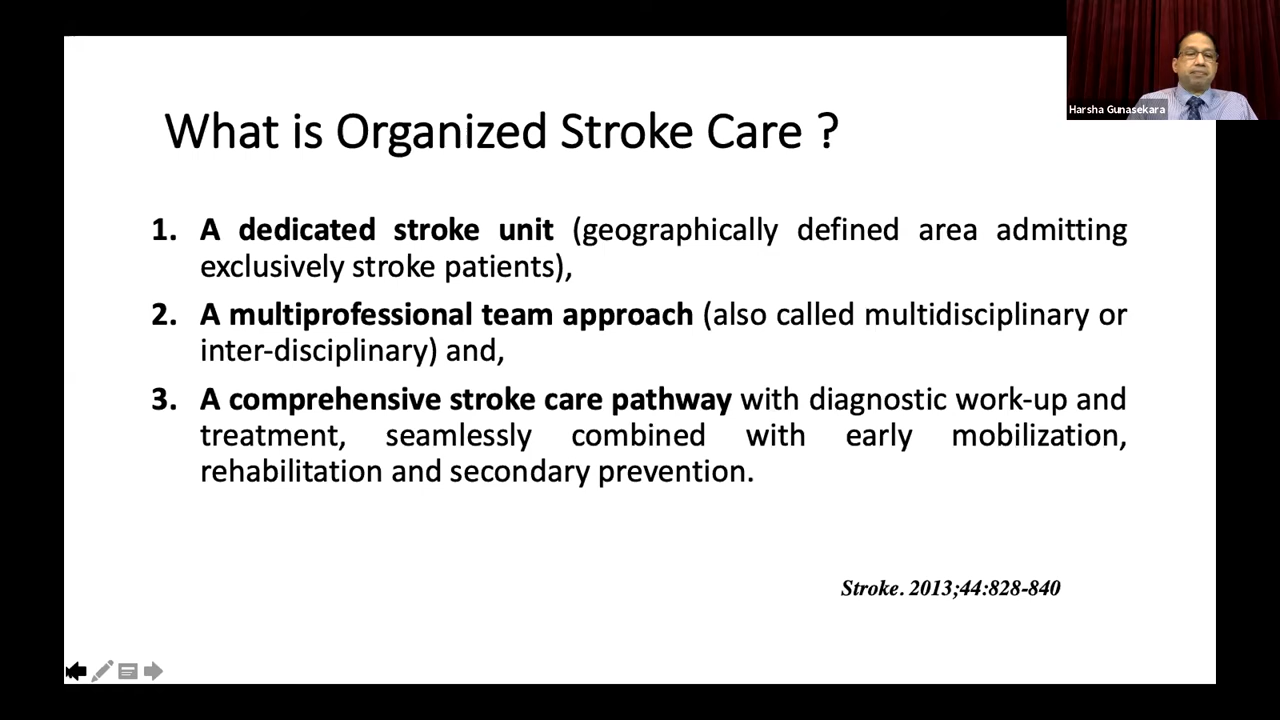 Harsha Gunasekara
What is Organized Stroke Care ?
1. A dedicated stroke unit (geographically defined area admitting
exclusively stroke patients),
2. A multiprofessional team approach (also called multidisciplinary or
inter-disciplinary) and,
3. A comprehensive stroke care pathway with diagnostic work-up and
treatment, seamlessly combined with early mobilization,
rehabilitation and secondary prevention.
Stroke. 2013;44:828-840